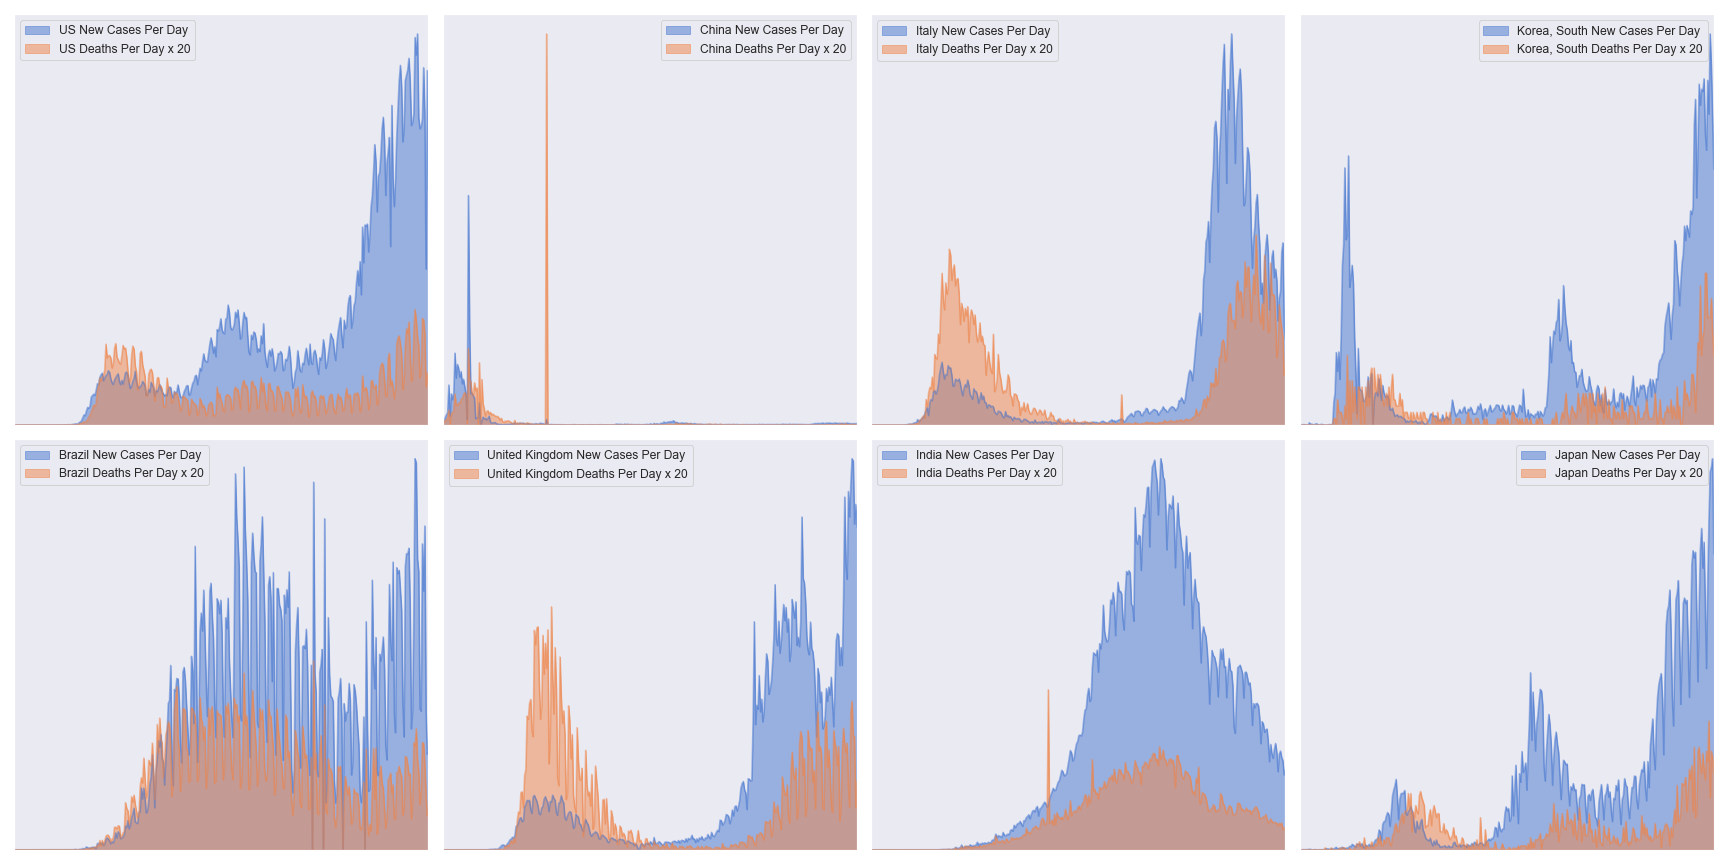 US New Cases Per Day
US Deaths Per Day x 20
China New Cases Per Day
China Deaths Per Day x 20
Italy New Cases Per Day
Italy Deaths Per Day x 20
Korea, South New Cases Per Day
Korea, South Deaths Per Day x 20
Brazil New Cases Per Day
Brazil Deaths Per Day x 20
United Kingdom New Cases Per Day
United Kingdom Deaths Per Day x 20
India New Cases Per Day
India Deaths Per Day x 20
Japan New Cases Per Day
Japan Deaths Per Day x 20